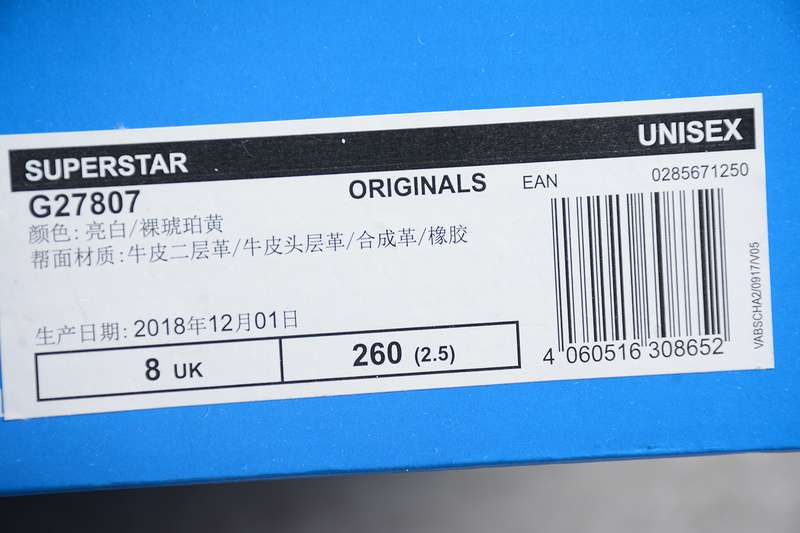 SUPERSTAR
UNISEX
G27807
ORIGINALS
EAN
0285671250
颜色: 亮白/裸琥珀黄
帮面材质: 牛皮二层革/牛皮头层革/合成革/橡胶
生产日期: 2018年12月01日
8 UK
260 (2.5)
4 060516 308652
VABSCHA2/0917/V05